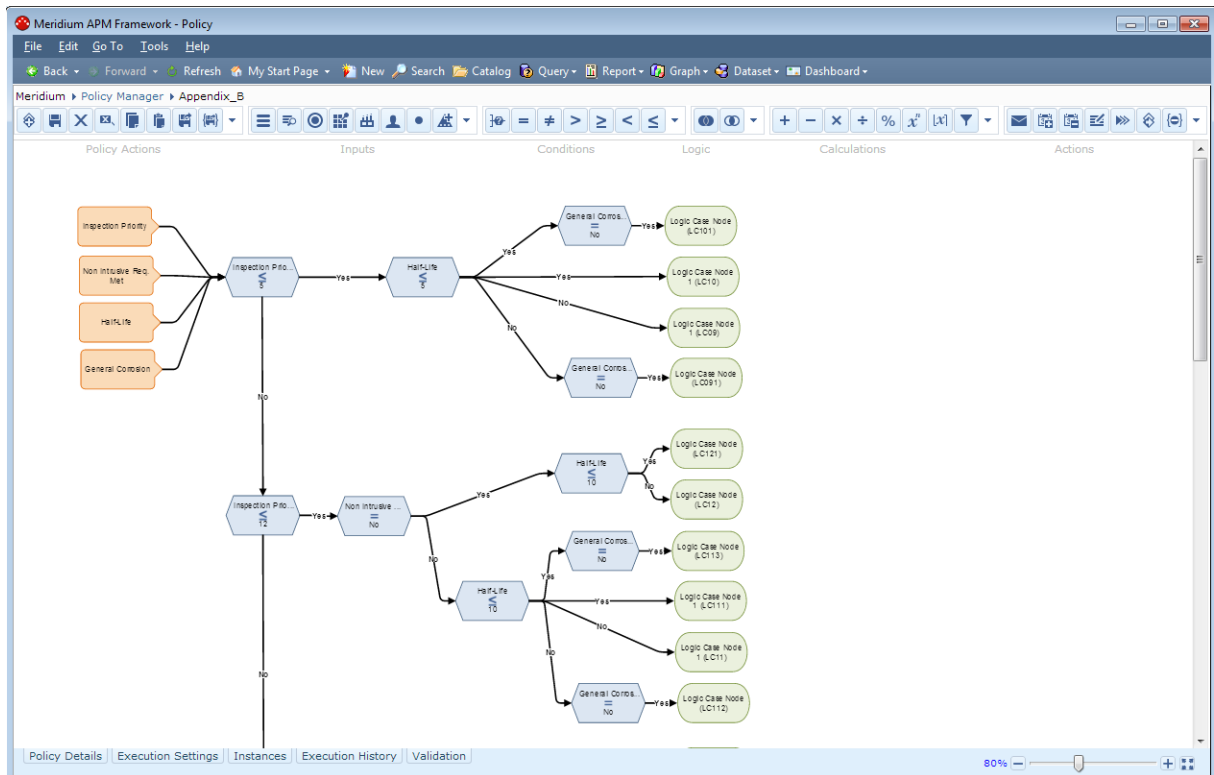 Meridium APM Framework - Policy
File Edit Go To Tools Help
Back Forward Refresh My Start Page New Search Catalog Query Report Graph Dataset Dashboard
Meridium Policy Manager Appendix_B
= ≠ > ≥ < ≤ + − × ÷ % xⁿ |x|
Policy Actions Inputs Conditions Logic Calculations Actions
Inspection Priority
Non Intrusive Req.
Met
Half-Life
General Corrosion
Inspection Prio...
≤
5
Yes
Half-Life
≤
5
Yes
General Corros...
=
No
Yes
Logic Case Node
(LC101)
Yes
Logic Case Node
1 (LC10)
No
Logic Case Node
1 (LC09)
No
General Corros...
=
No
Yes
Logic Case Node
(LC091)
No
Inspection Prio...
≤
12
Yes
Non Intrusive ...
=
No
Yes
Half-Life
≤
10
Yes
Logic Case Node
(LC121)
No
Logic Case Node
(LC12)
No
Half-Life
≤
10
Yes
General Corros...
=
No
Yes
Logic Case Node
(LC113)
Yes
Logic Case Node
1 (LC111)
No
Logic Case Node
1 (LC11)
No
General Corros...
=
No
Yes
Logic Case Node
(LC112)
No
Policy Details Execution Settings Instances Execution History Validation
80%